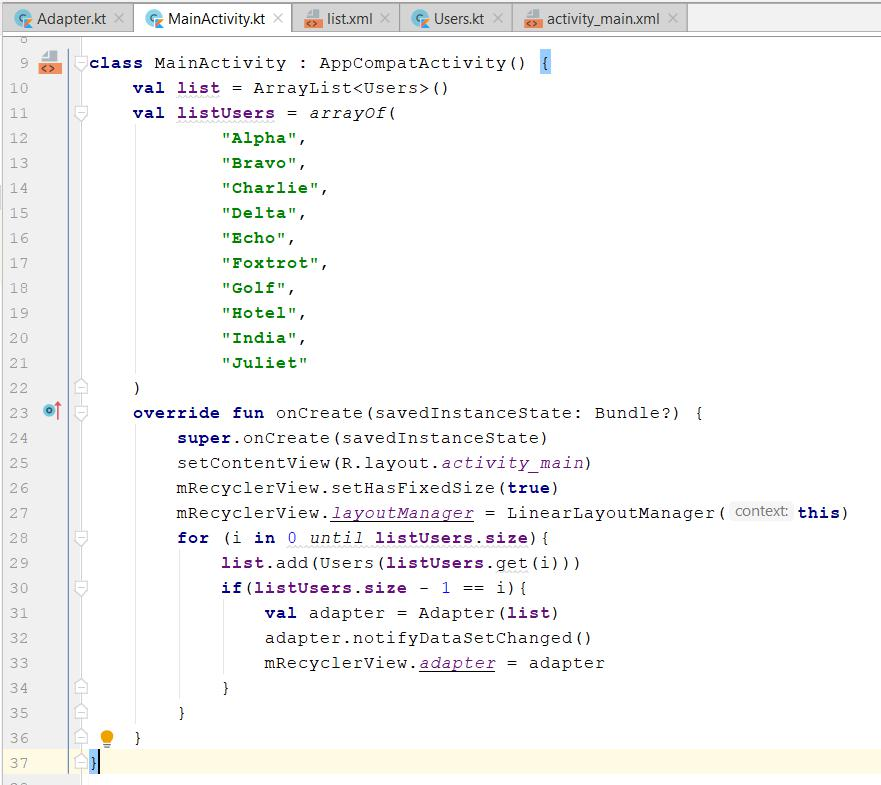 Adapter.kt MainActivity.kt list.xml Users.kt activity_main.xml
9 class MainActivity : AppCompatActivity() {
10 val list = ArrayList<Users>()
11 val listUsers = arrayOf(
12 "Alpha",
13 "Bravo",
14 "Charlie",
15 "Delta",
16 "Echo",
17 "Foxtrot",
18 "Golf",
19 "Hotel",
20 "India",
21 "Juliet"
22 )
23 override fun onCreate(savedInstanceState: Bundle?) {
24 super.onCreate(savedInstanceState)
25 setContentView(R.layout.activity_main)
26 mRecyclerView.setHasFixedSize(true)
27 mRecyclerView.layoutManager = LinearLayoutManager( context: this)
28 for (i in 0 until listUsers.size){
29 list.add(Users(listUsers.get(i)))
30 if(listUsers.size - 1 == i){
31 val adapter = Adapter(list)
32 adapter.notifyDataSetChanged()
33 mRecyclerView.adapter = adapter
34 }
35 }
36 }
37 }